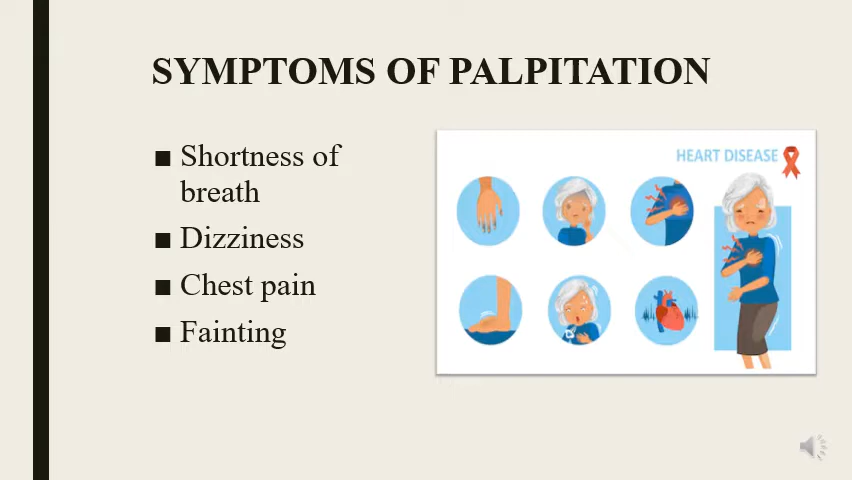 SYMPTOMS OF PALPITATION
■ Shortness of
breath
■ Dizziness
■ Chest pain
■ Fainting
HEART DISEASE